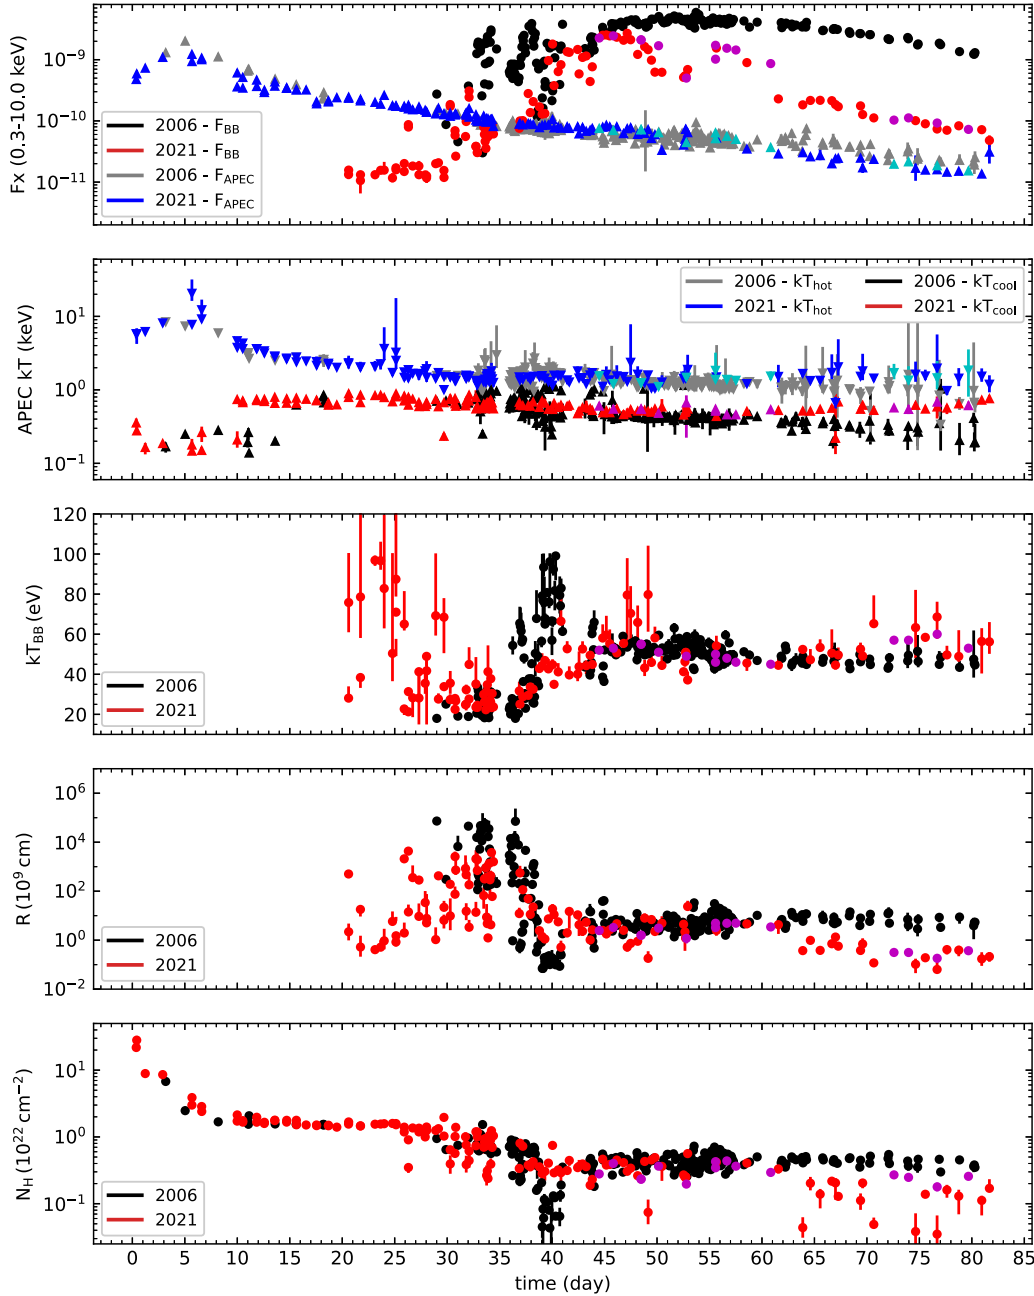 Fx (0.3-10.0 keV)
10⁻⁹
10⁻¹⁰
10⁻¹¹
2006 - F_BB
2021 - F_BB
2006 - F_APEC
2021 - F_APEC
APEC kT (keV)
10¹
10⁰
10⁻¹
2006 - kT_hot
2021 - kT_hot
2006 - kT_cool
2021 - kT_cool
kT_BB (eV)
120
100
80
60
40
20
2006
2021
R (10⁹ cm)
10⁶
10⁴
10²
10⁰
10⁻²
2006
2021
N_H (10²² cm⁻²)
10¹
10⁰
10⁻¹
2006
2021
0 5 10 15 20 25 30 35 40 45 50 55 60 65 70 75 80 85
time (day)